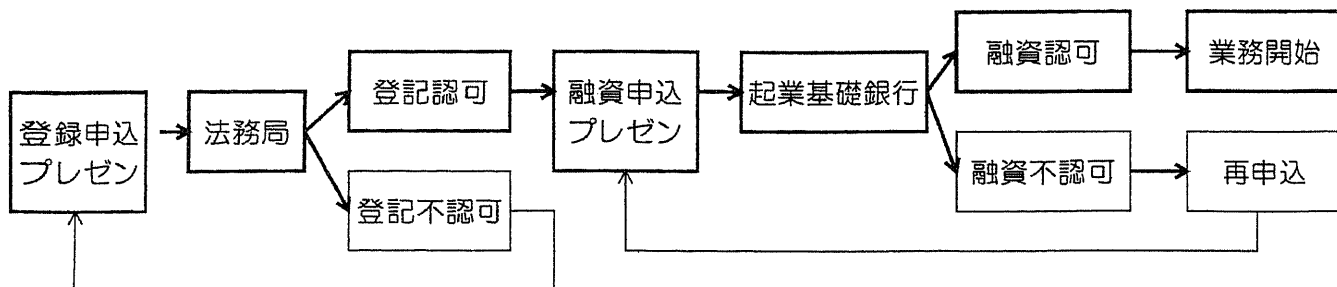 登録申込
プレゼン
法務局
登記認可
登記不認可
融資申込
プレゼン
起業基礎銀行
融資認可
業務開始
融資不認可
再申込